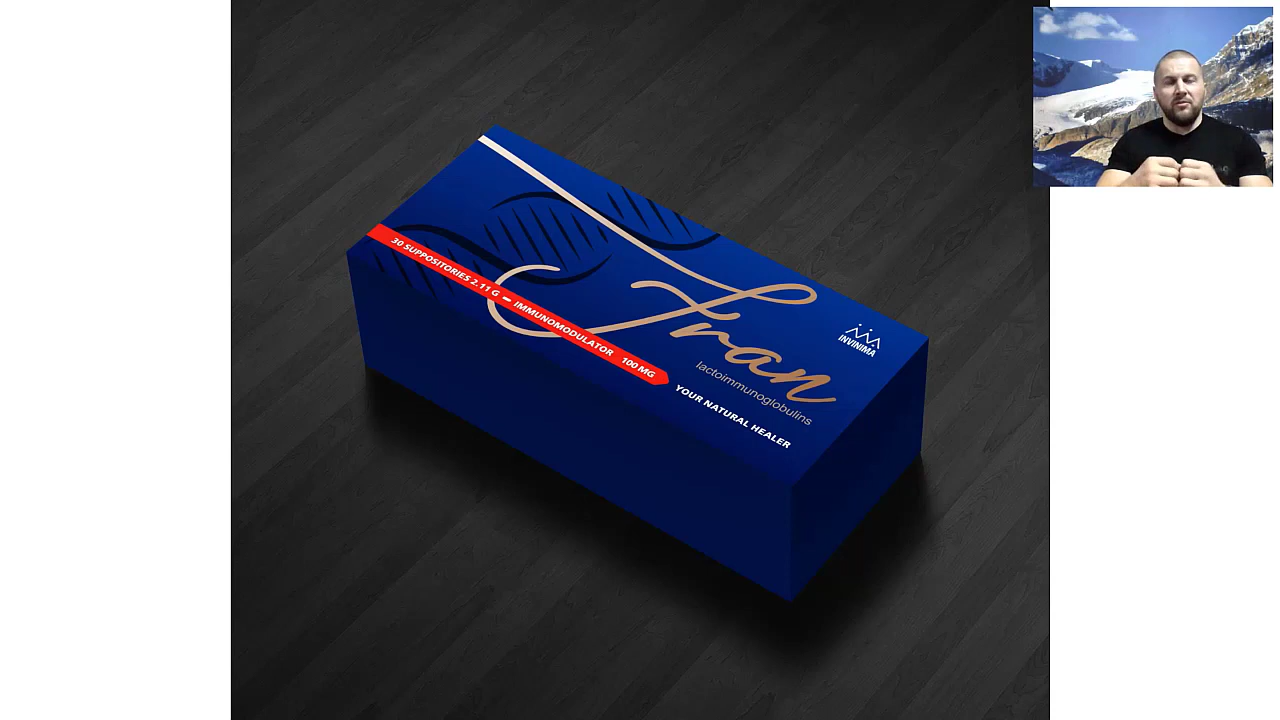 30 SUPPOSITORIES 2.11 G – IMMUNOMODULATOR 100 MG
Fran
lactoimmunoglobulins
INVINIMA
YOUR NATURAL HEALER